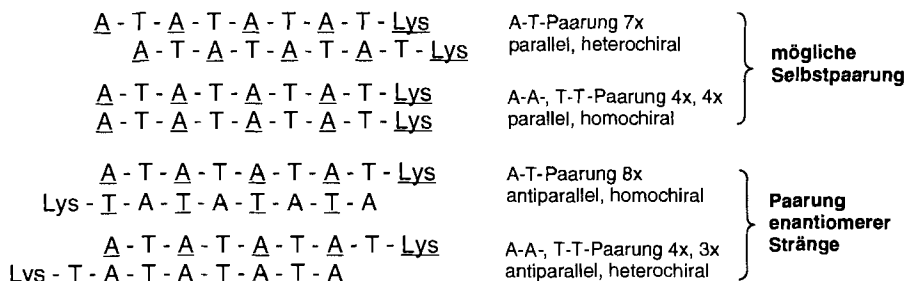 A - T - A - T - A - T - A - T - Lys
A - T - A - T - A - T - A - T - Lys
A-T-Paarung 7x
parallel, heterochiral
A - T - A - T - A - T - A - T - Lys
A - T - A - T - A - T - A - T - Lys
A-A-, T-T-Paarung 4x, 4x
parallel, homochiral
mögliche
Selbstpaarung
A - T - A - T - A - T - A - T - Lys
Lys - T - A - T - A - T - A - T - A
A-T-Paarung 8x
antiparallel, homochiral
A - T - A - T - A - T - A - T - Lys
Lys - T - A - T - A - T - A - T - A
A-A-, T-T-Paarung 4x, 3x
antiparallel, heterochiral
Paarung
enantiomerer
Stränge